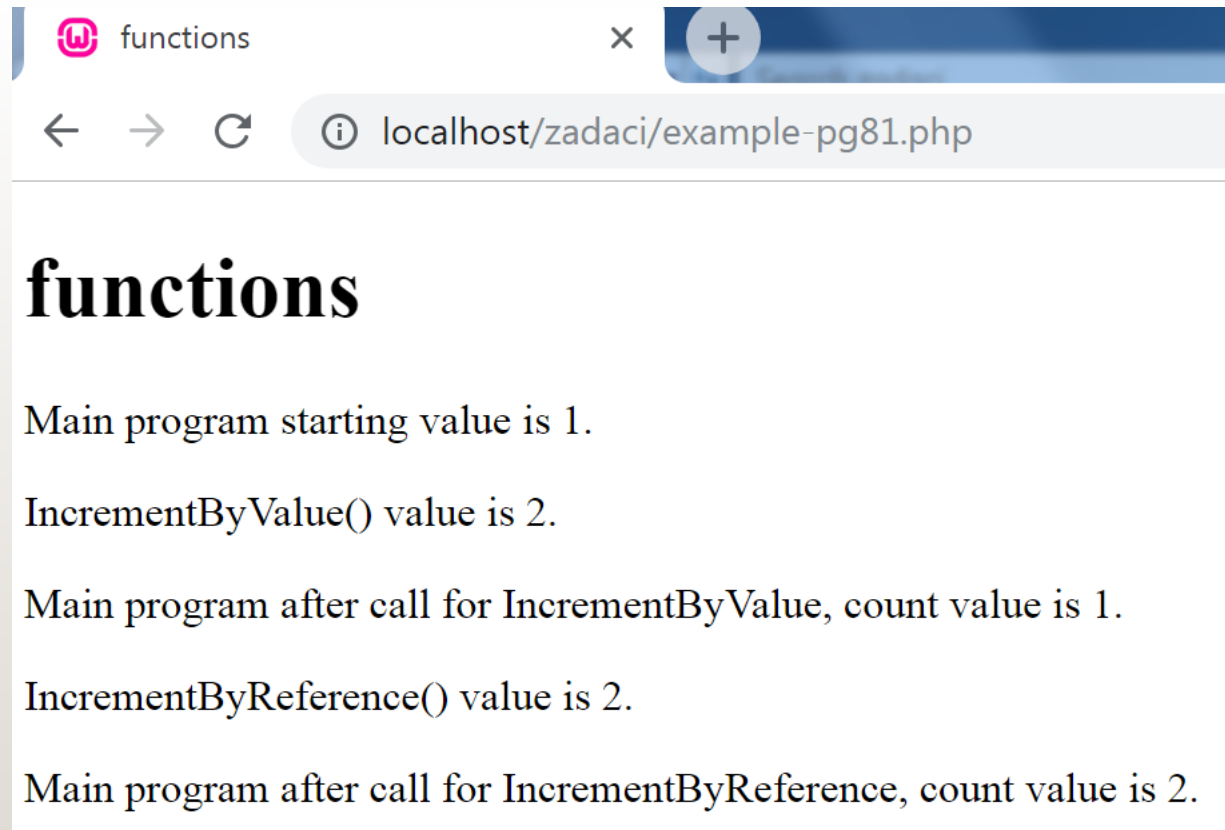 functions
localhost/zadaci/example-pg81.php
functions
Main program starting value is 1.
IncrementByValue() value is 2.
Main program after call for IncrementByValue, count value is 1.
IncrementByReference() value is 2.
Main program after call for IncrementByReference, count value is 2.